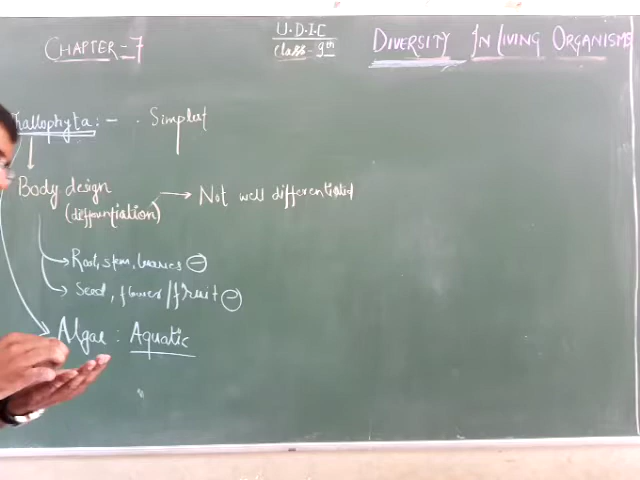 U.D.I.C
CHAPTER-7
Class-9th
DIVERSITY IN LIVING ORGANISMS
Thallophyta:- . Simplest
Body design
(differentiation) → Not well differentiated
Root, stem, leaves ⊖
Seed, flower/fruit ⊖
Algae : Aquatic